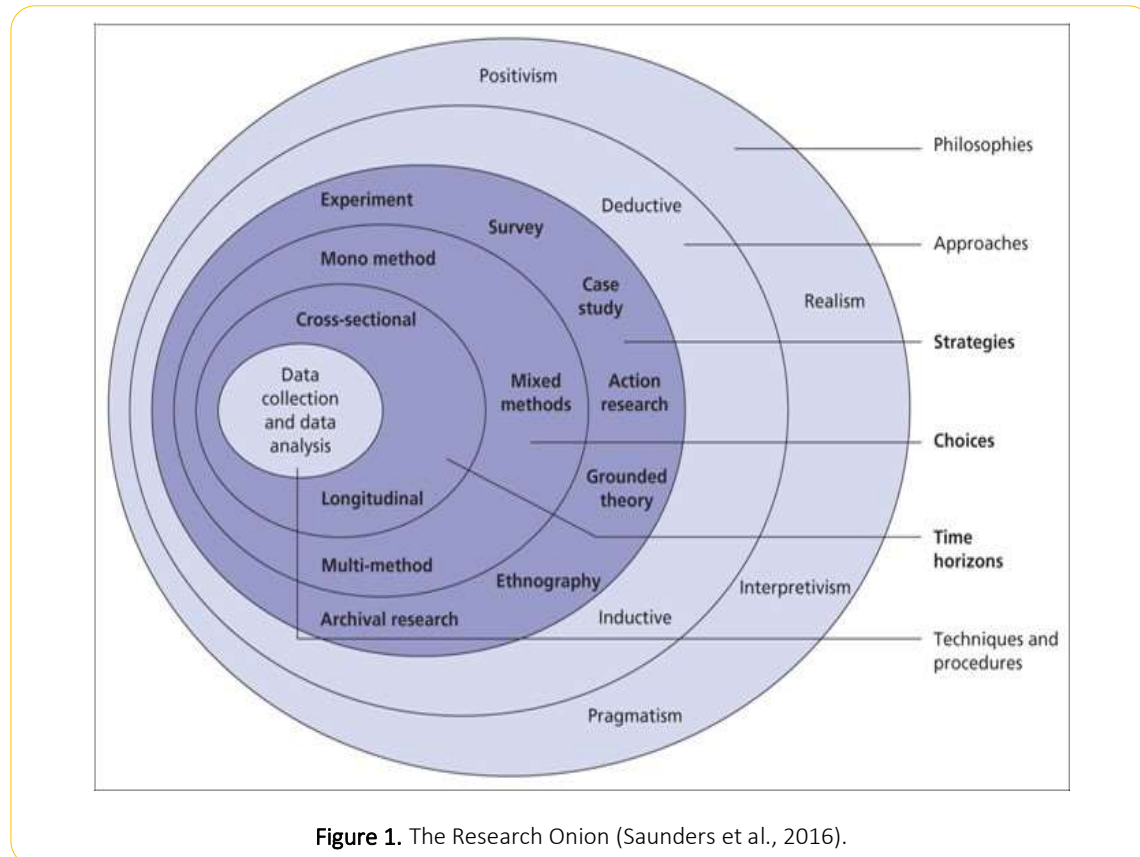 Positivism
Philosophies
Experiment
Deductive
Survey
Approaches
Mono method
Case
study
Realism
Cross-sectional
Strategies
Data
collection
and data
analysis
Mixed
methods
Action
research
Choices
Grounded
theory
Longitudinal
Time
horizons
Multi-method
Ethnography
Interpretivism
Archival research
Inductive
Techniques and
procedures
Pragmatism
Figure 1. The Research Onion (Saunders et al., 2016).